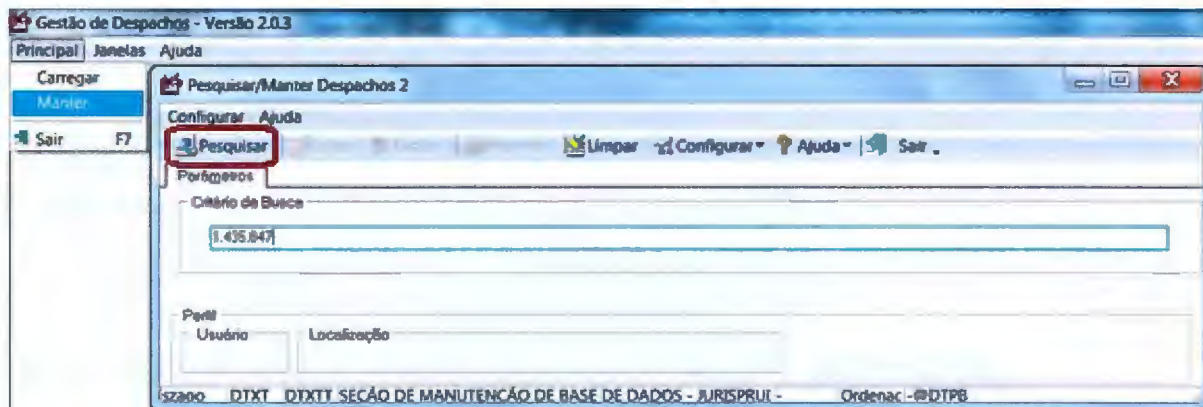 Gestão de Despachos - Versão 2.0.3
Principal Janelas Ajuda
Carregar
Manter
Sair F7
Pesquisar/Manter Despachos 2
Configurar Ajuda
Pesquisar Limpar Configurar Ajuda Sair
Parâmetros
Critério de Busca
1.435.847
Perfil
Usuário Localização
DTXT DTXTT SEÇÃO DE MANUTENÇÃO DE BASE DE DADOS - JURISPRUI - Ordenac -@DTPB